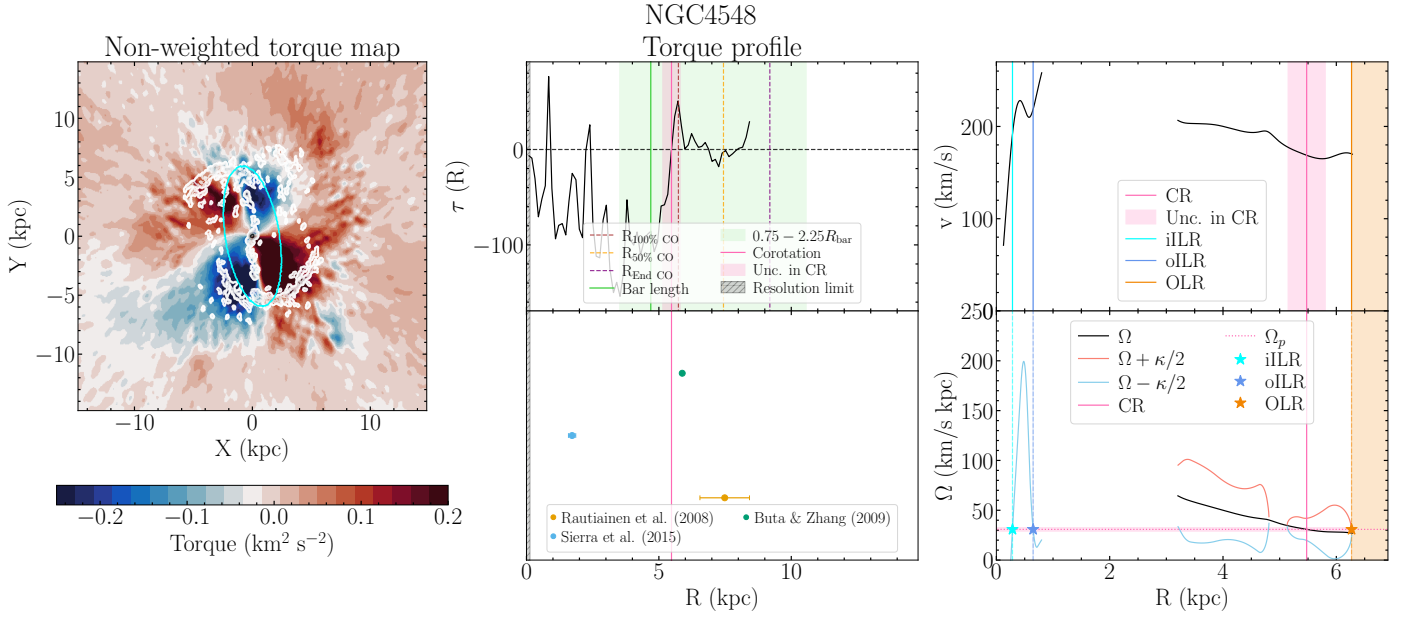 NGC4548
Non-weighted torque map
Torque profile
Y (kpc)
10
5
0
−5
−10
−10
0
10
X (kpc)
−0.2
−0.1
0.0
0.1
0.2
Torque (km² s⁻²)
τ (R)
0
−100
R100% CO
R50% CO
REnd CO
Bar length
0.75 − 2.25Rbar
Corotation
Unc. in CR
Resolution limit
Rautiainen et al. (2008)
Sierra et al. (2015)
Buta & Zhang (2009)
0
5
10
R (kpc)
v (km/s)
200
100
0
CR
Unc. in CR
iILR
oILR
OLR
Ω (km/s kpc)
250
200
150
100
50
0
Ω
Ω + κ/2
Ω − κ/2
CR
Ωp
iILR
oILR
OLR
0
2
4
6
R (kpc)